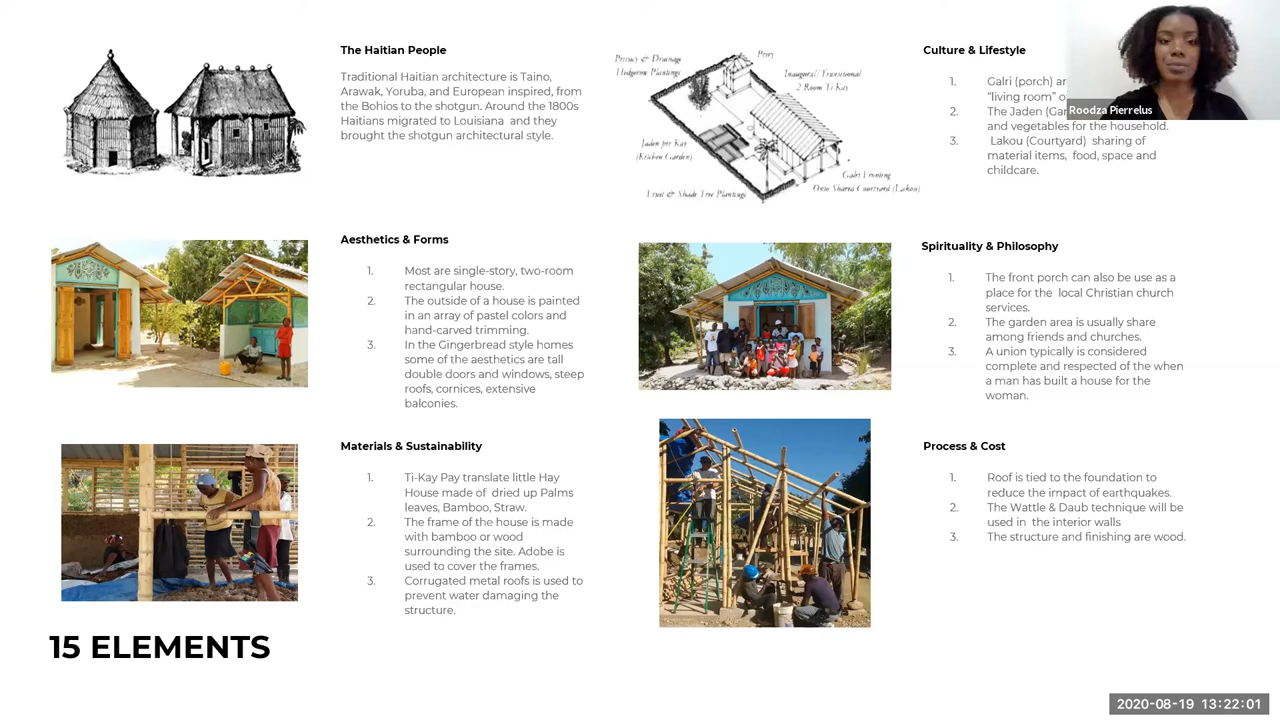 The Haitian People
Traditional Haitian architecture is Taino,
Arawak, Yoruba, and European inspired, from
the Bohios to the shotgun. Around the 1800s
Haitians migrated to Louisiana and they
brought the shotgun architectural style.
Privacy & Drainage
Hedgerow Plantings
Privy
Inaugural/Transitional
2 Room Ti-Kay
Jaden pre Kay
(Kitchen Garden)
Fruit & Shade Tree Plantings
Galri Fronting
Onto Shared Courtyard (Lakou)
Culture & Lifestyle
1. Galri (porch) ar
"living room" o
2. The Jaden (Gar
and vegetables for the household.
3. Lakou (Courtyard) sharing of
material items, food, space and
childcare.
Roodza Pierrelus
Aesthetics & Forms
1. Most are single-story, two-room
rectangular house.
2. The outside of a house is painted
in an array of pastel colors and
hand-carved trimming.
3. In the Gingerbread style homes
some of the aesthetics are tall
double doors and windows, steep
roofs, cornices, extensive
balconies.
Spirituality & Philosophy
1. The front porch can also be use as a
place for the local Christian church
services.
2. The garden area is usually share
among friends and churches.
3. A union typically is considered
complete and respected of the when
a man has built a house for the
woman.
Materials & Sustainability
1. Ti-Kay Pay translate little Hay
House made of dried up Palms
leaves, Bamboo, Straw.
2. The frame of the house is made
with bamboo or wood
surrounding the site. Adobe is
used to cover the frames.
3. Corrugated metal roofs is used to
prevent water damaging the
structure.
Process & Cost
1. Roof is tied to the foundation to
reduce the impact of earthquakes.
2. The Wattle & Daub technique will be
used in the interior walls
3. The structure and finishing are wood.
15 ELEMENTS
2020-08-19 13:22:01